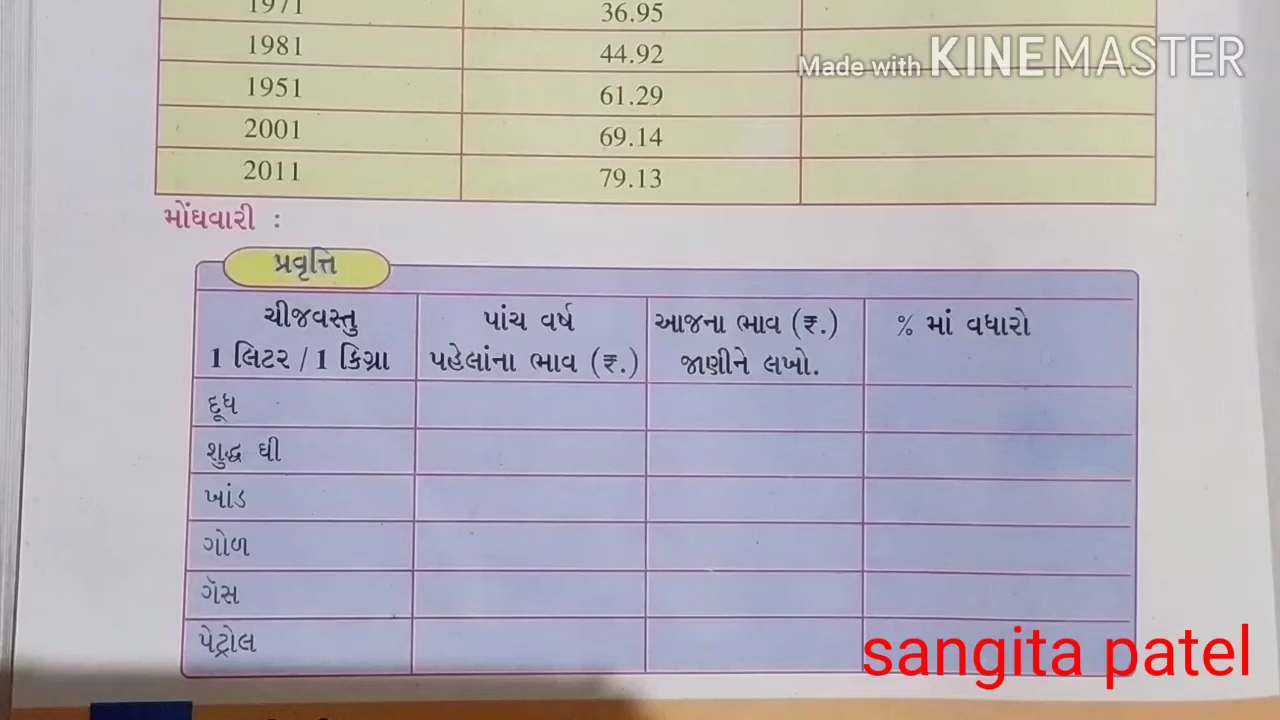 1971 36.95
1981 44.92
Made with KINEMASTER
1951 61.29
2001 69.14
2011 79.13
મોંઘવારી :
પ્રવૃત્તિ
ચીજવસ્તુ પાંચ વર્ષ આજના ભાવ (₹.) % માં વધારો
1 લિટર / 1 કિગ્રા પહેલાંના ભાવ (₹.) જાણીને લખો.
દૂધ
શુદ્ધ ઘી
ખાંડ
ગોળ
ગૅસ
પેટ્રોલ
sangita patel